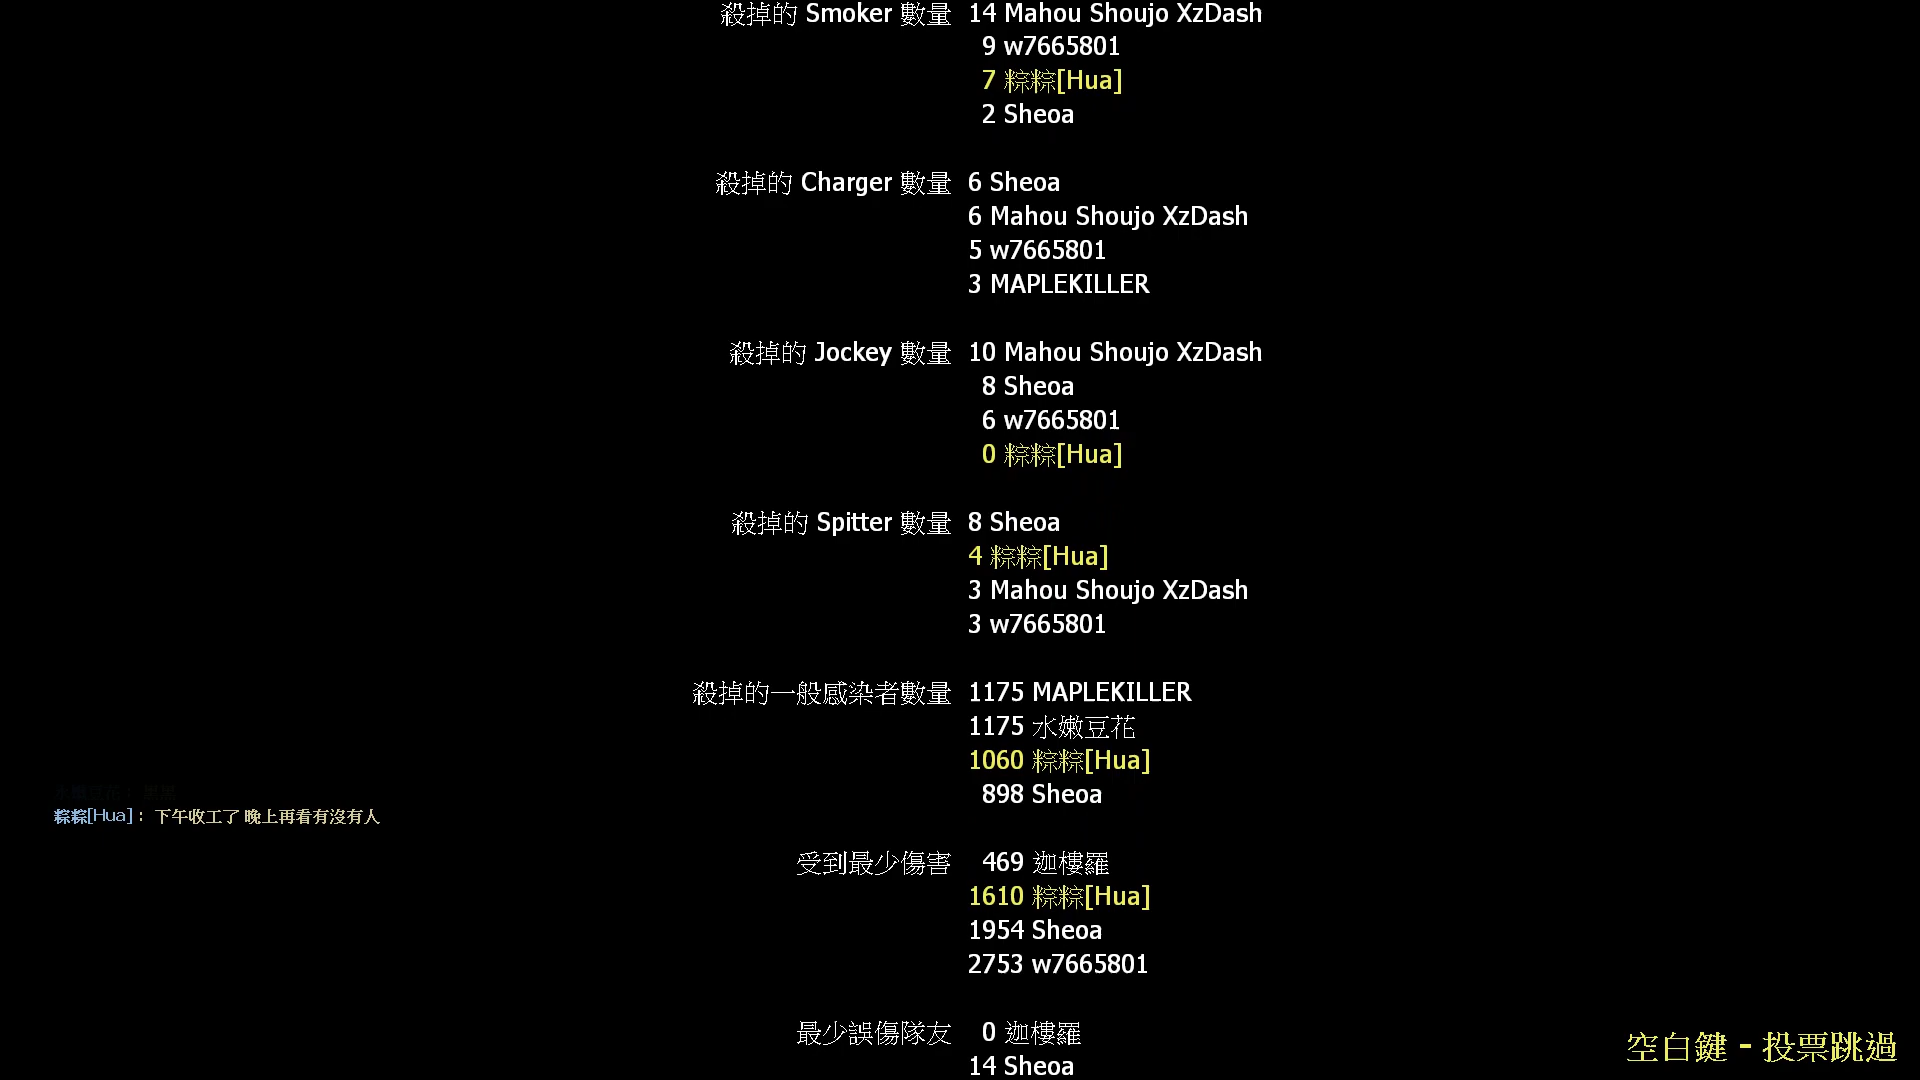 殺掉的 Smoker 數量 14 Mahou Shoujo XzDash
9 w7665801
7 粽粽[Hua]
2 Sheoa
殺掉的 Charger 數量 6 Sheoa
6 Mahou Shoujo XzDash
5 w7665801
3 MAPLEKILLER
殺掉的 Jockey 數量 10 Mahou Shoujo XzDash
8 Sheoa
6 w7665801
0 粽粽[Hua]
殺掉的 Spitter 數量 8 Sheoa
4 粽粽[Hua]
3 Mahou Shoujo XzDash
3 w7665801
殺掉的一般感染者數量 1175 MAPLEKILLER
1175 水嫩豆花
1060 粽粽[Hua]
898 Sheoa
粽粽[Hua]： 下午收工了 晚上再看有沒有人
受到最少傷害 469 迦樓羅
1610 粽粽[Hua]
1954 Sheoa
2753 w7665801
最少誤傷隊友 0 迦樓羅
14 Sheoa
空白鍵 - 投票跳過